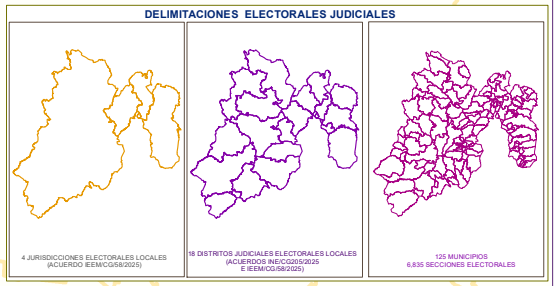 DELIMITACIONES ELECTORALES JUDICIALES
4 JURISDICCIONES ELECTORALES LOCALES
(ACUERDO IEEM/CG/58/2025)
18 DISTRITOS JUDICIALES ELECTORALES LOCALES
(ACUERDOS INE/CG205/2025
E IEEM/CG/58/2025)
125 MUNICIPIOS
6,835 SECCIONES ELECTORALES